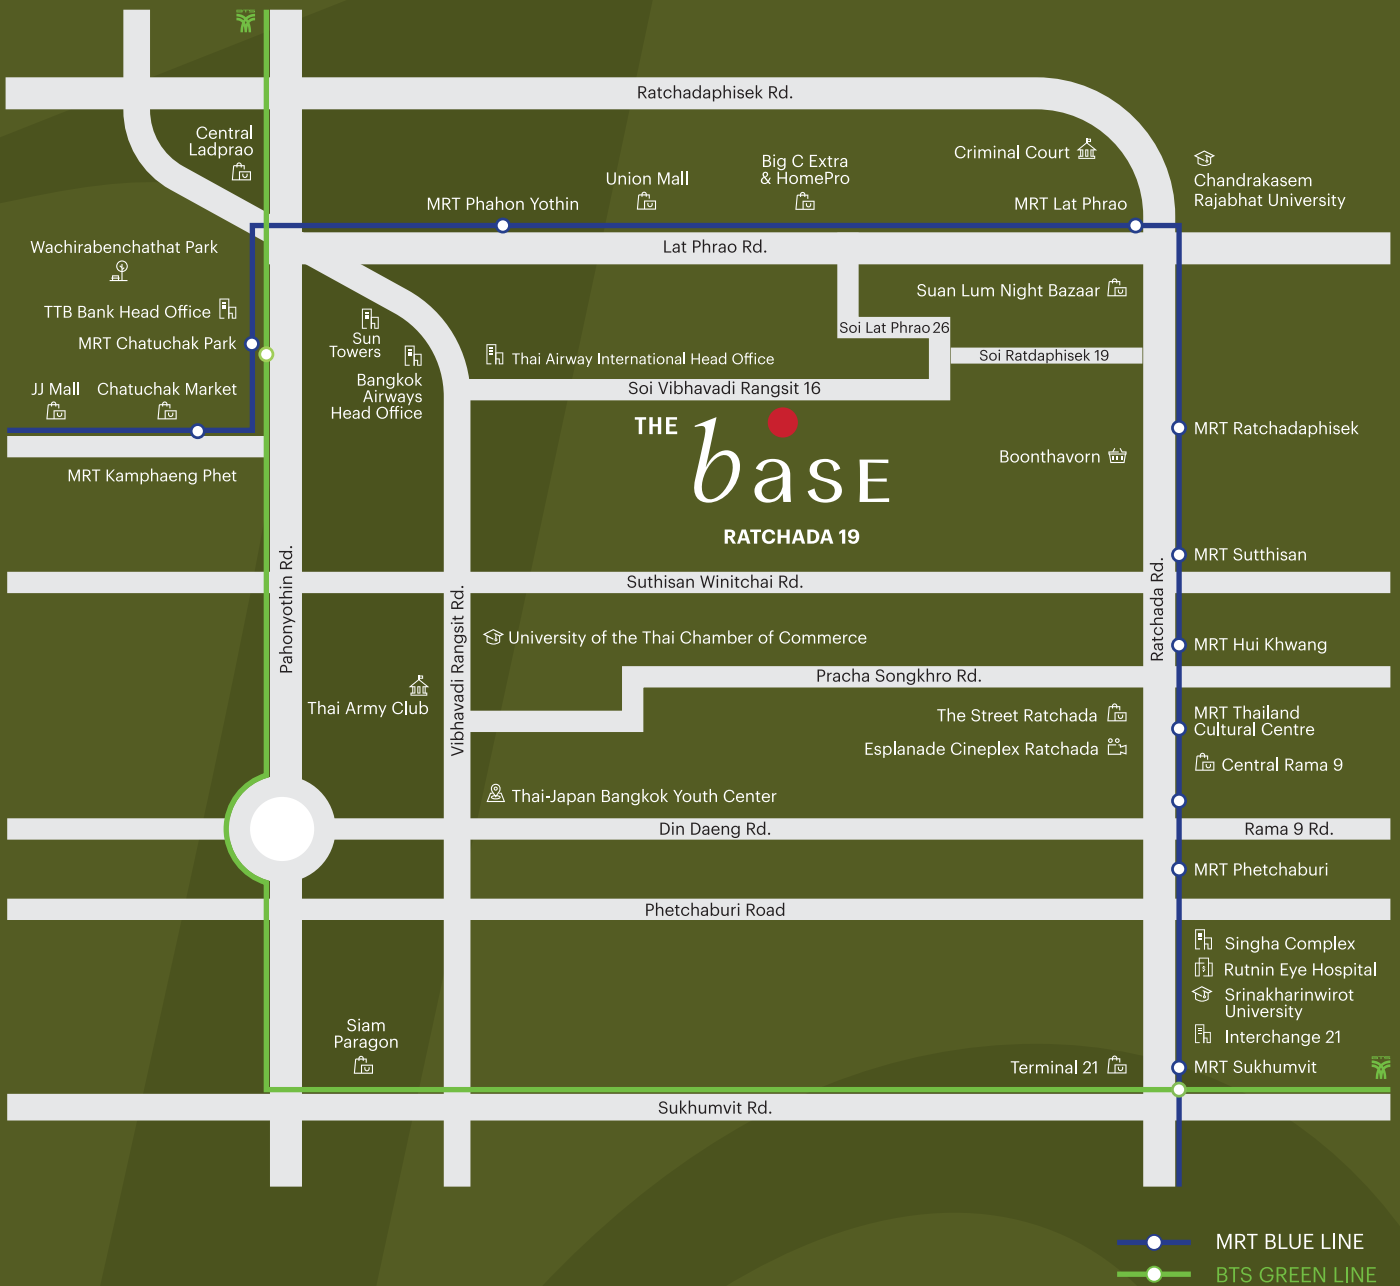 Ratchadaphisek Rd.
Central
Ladprao
Criminal Court
Big C Extra
& HomePro
Union Mall
Chandrakasem
Rajabhat University
MRT Phahon Yothin
MRT Lat Phrao
Wachirabenchathat Park
Lat Phrao Rd.
Suan Lum Night Bazaar
TTB Bank Head Office
Soi Lat Phrao 26
Sun
Towers
MRT Chatuchak Park
Thai Airway International Head Office
Soi Ratdaphisek 19
Bangkok
Airways
Head Office
JJ Mall
Chatuchak Market
Soi Vibhavadi Rangsit 16
THE
baSE
RATCHADA 19
MRT Ratchadaphisek
Boonthavorn
MRT Kamphaeng Phet
MRT Sutthisan
Suthisan Winitchai Rd.
Pahonyothin Rd.
Vibhavadi Rangsit Rd.
Ratchada Rd.
University of the Thai Chamber of Commerce
MRT Hui Khwang
Pracha Songkhro Rd.
Thai Army Club
The Street Ratchada
MRT Thailand
Cultural Centre
Esplanade Cineplex Ratchada
Central Rama 9
Thai-Japan Bangkok Youth Center
Din Daeng Rd.
Rama 9 Rd.
MRT Phetchaburi
Phetchaburi Road
Singha Complex
Rutnin Eye Hospital
Srinakharinwirot
University
Interchange 21
Siam
Paragon
Terminal 21
MRT Sukhumvit
Sukhumvit Rd.
MRT BLUE LINE
BTS GREEN LINE